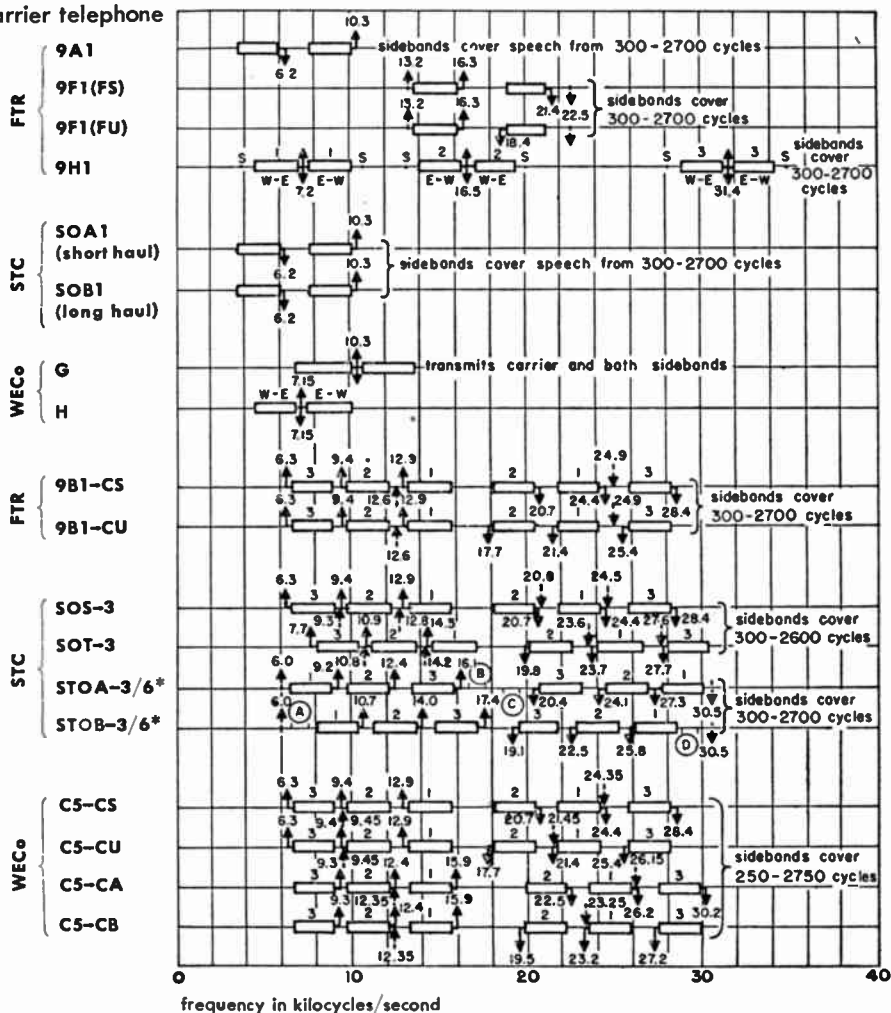 arrier telephone
10.3
9A1
sidebands cover speech from 300-2700 cycles
6.2
13.2 16.3
9F1(FS)
21.4 22.5
sidebands cover
300-2700 cycles
FTR
13.2 16.3
9F1(FU)
18.4
9H1
S 1 1 S S 2 2 S S 3 3 S
W-E E-W E-W W-E W-E E-W
7.2 16.5 31.4
sidebands
cover
300-2700
cycles
STC
SOA1
(short haul)
10.3
6.2
SOB1
(long haul)
10.3
6.2
sidebands cover speech from 300-2700 cycles
WECo
10.3
G
transmits carrier and both sidebands
7.15
W-E E-W
H
7.15
FTR
6.3 9.4 12.9 24.9
9B1-CS
3 2 1 2 1 3
20.7 24.4 24.9 28.4
6.3 9.4 12.6 12.9
9B1-CU
3 2 1 2 1 3
12.6 17.7 21.4 25.4
sidebands cover
300-2700 cycles
STC
6.3 9.4 12.9 20.8 24.5
SOS-3
3 2 1 2 1 3
9.3 12.8 20.7 24.4 28.4
7.7 10.9 14.3 23.6 27.6
SOT-3
3 2 1 2 1 3
10.8 14.2 19.8 23.7 27.7
sidebands cover
300-2600 cycles
6.0 9.2 12.4 16.1 B
STOA-3/6*
1 2 3 3 2 1
20.4 24.1 27.3 30.5
6.0 A 10.7 14.0 17.4 C
STOB-3/6*
1 2 3 3 2 1
19.1 22.5 25.8 D 30.5
sidebands cover
300-2700 cycles
WECo
6.3 9.4 12.9 24.35
C5-CS
3 2 1 2 1 3
9.4 20.7 24.4 28.4
6.3 9.45 12.9 21.45
C5-CU
3 2 1 2 1 3
9.3 9.45 17.7 21.4 25.4
12.4 15.9 26.15
C5-CA
3 2 1 2 1 3
12.35 22.5 26.2 30.2
9.3 12.4 15.9 23.25
C5-CB
3 2 1 2 1 3
12.35 19.5 23.2 27.2
sidebands cover
250-2750 cycles
0 10 20 30 40
frequency in kilocycles/second